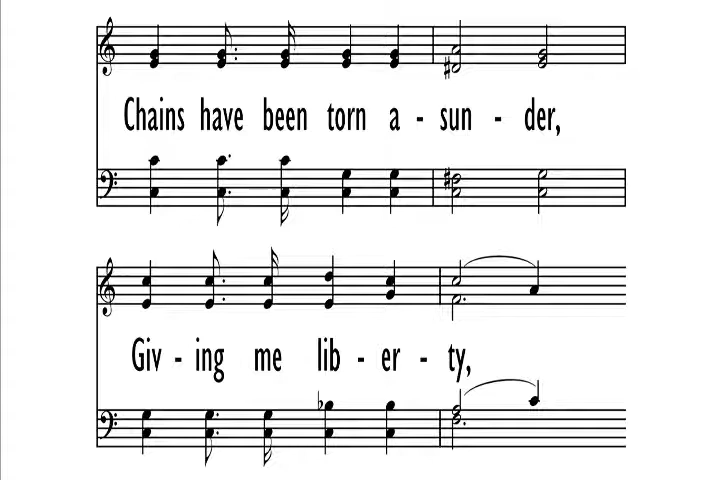 Chains have been torn a - sun - der,
Giv - ing me lib - er - ty,